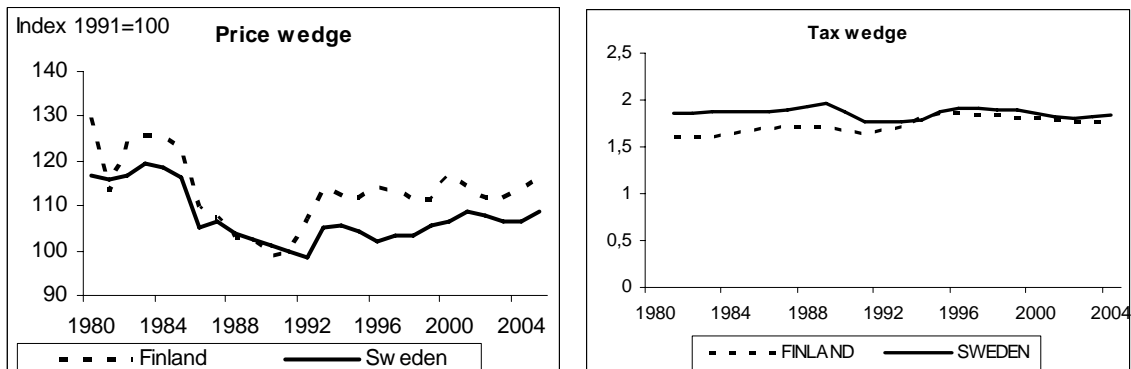 Index 1991=100
Price wedge
140
130
120
110
100
90
1980 1984 1988 1992 1996 2000 2004
Finland Sweden
Tax wedge
2,5
2
1,5
1
0,5
0
1980 1984 1988 1992 1996 2000 2004
FINLAND SWEDEN